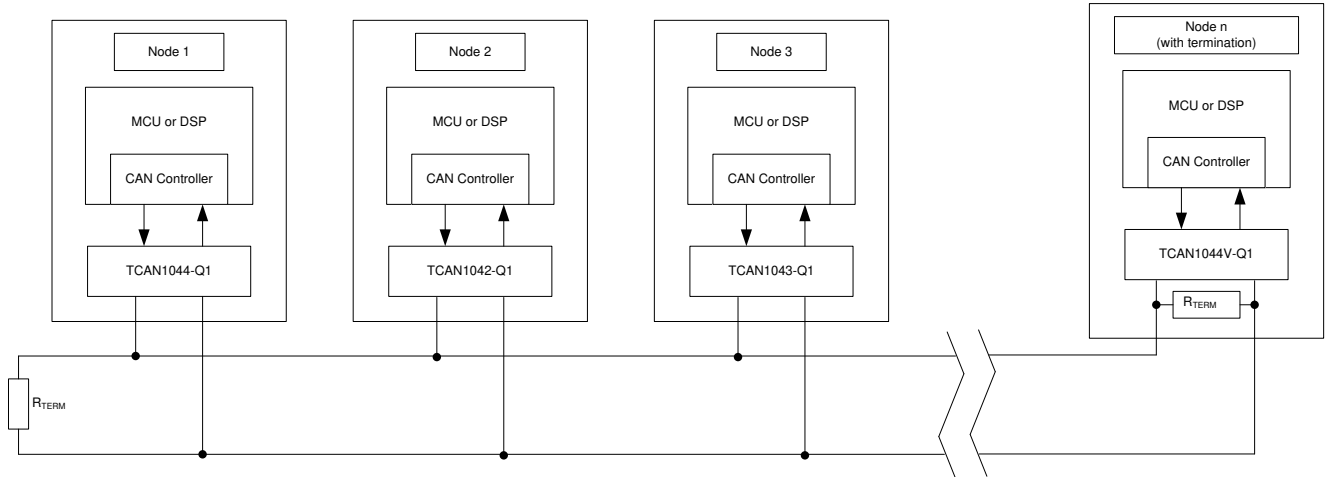 Node 1
MCU or DSP
CAN Controller
TCAN1044-Q1
Node 2
MCU or DSP
CAN Controller
TCAN1042-Q1
Node 3
MCU or DSP
CAN Controller
TCAN1043-Q1
Node n
(with termination)
MCU or DSP
CAN Controller
TCAN1044V-Q1
RTERM
RTERM